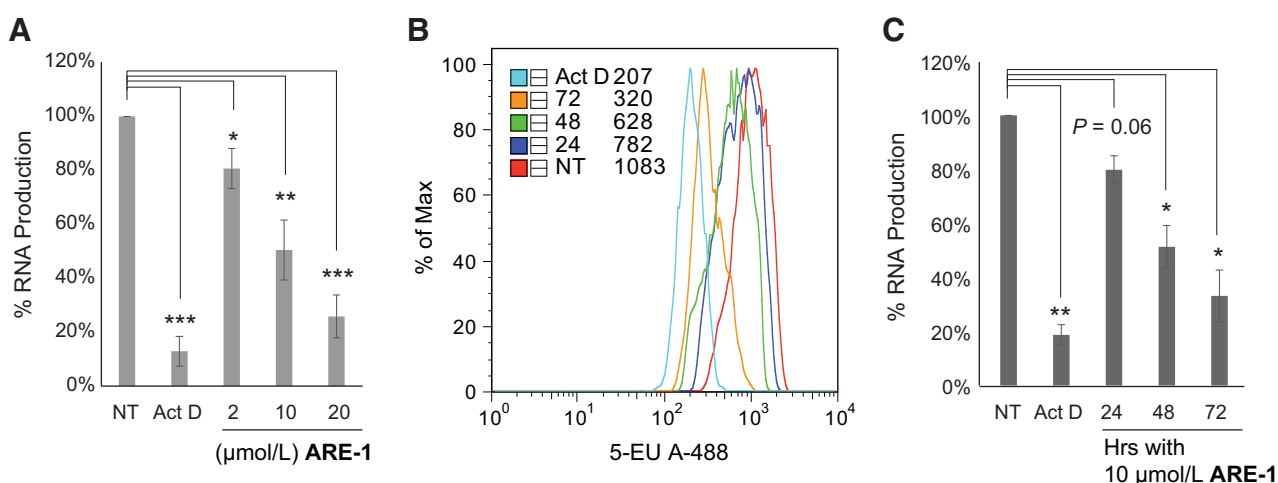 A
120%
100%
80%
60%
40%
20%
0%
% RNA Production
*
**
***
***
NT Act D 2 10 20
(µmol/L) ARE-1
B
100
80
60
40
20
0
% of Max
Act D 207
72 320
48 628
24 782
NT 1083
10^0 10^1 10^2 10^3 10^4
5-EU A-488
C
120%
100%
80%
60%
40%
20%
0%
% RNA Production
P = 0.06
*
*
**
NT Act D 24 48 72
Hrs with
10 µmol/L ARE-1